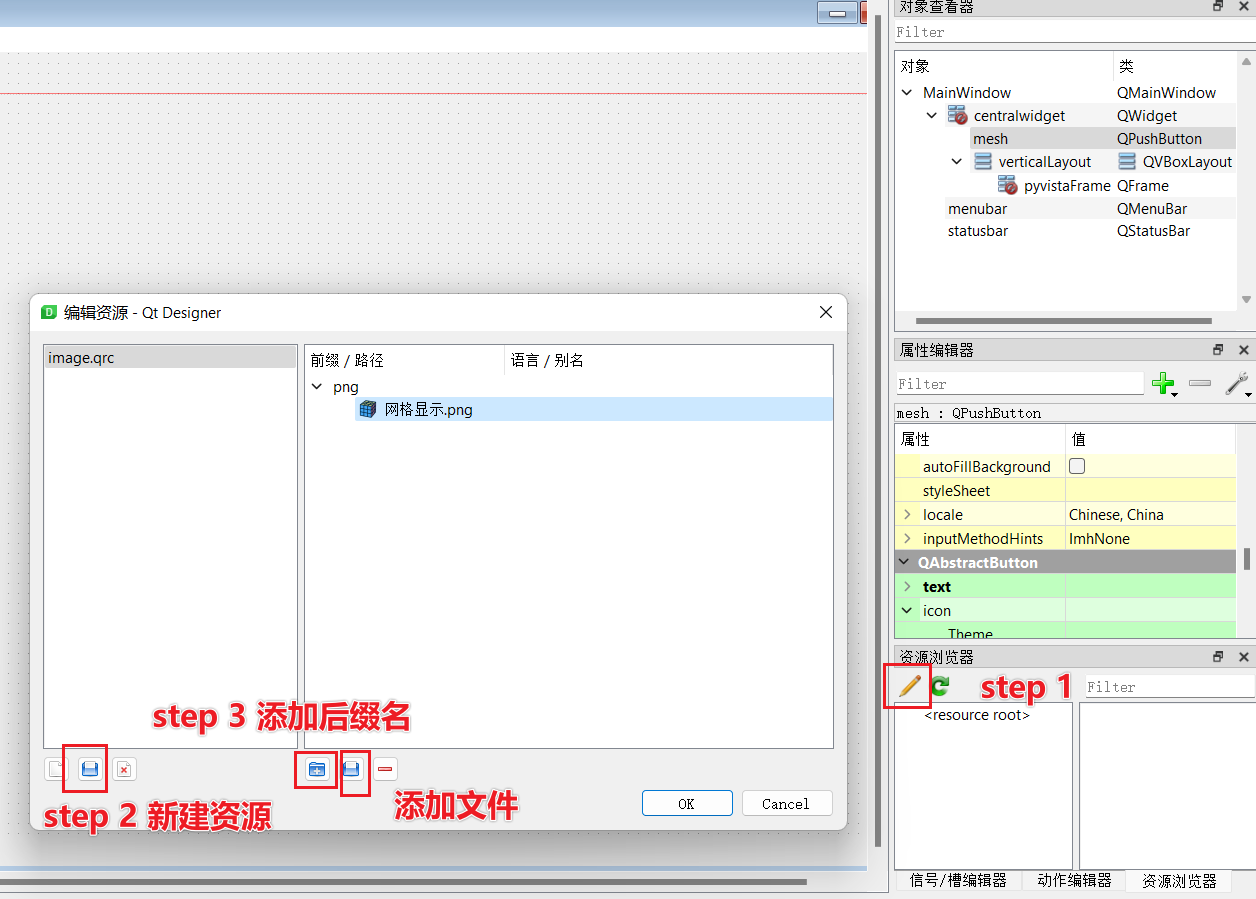 对象查看器
Filter
对象 类
MainWindow QMainWindow
centralwidget QWidget
mesh QPushButton
verticalLayout QVBoxLayout
pyvistaFrame QFrame
menubar QMenuBar
statusbar QStatusBar
编辑资源 - Qt Designer
image.qrc
前缀 / 路径 语言 / 别名
png
网格显示.png
step 3 添加后缀名
step 2 新建资源
添加文件
OK Cancel
属性编辑器
Filter
mesh : QPushButton
属性 值
autoFillBackground
styleSheet
locale Chinese, China
inputMethodHints ImhNone
QAbstractButton
text
icon
Theme
资源浏览器
step 1
Filter
<resource root>
信号/槽编辑器 动作编辑器 资源浏览器